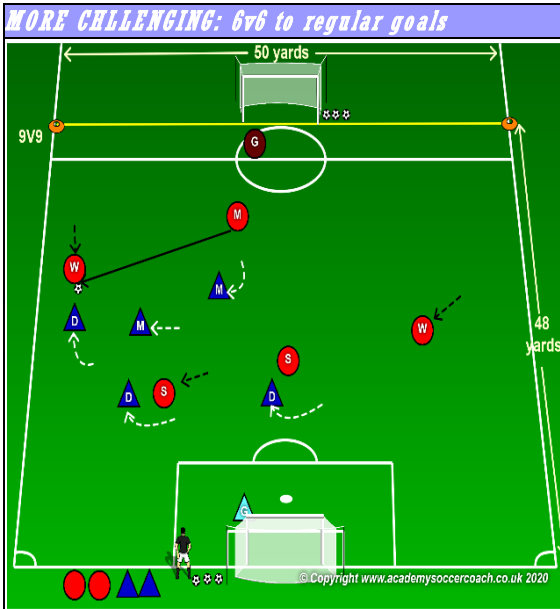 MORE CHLLENGING: 6v6 to regular goals
50 yards
9V9
G
M
W
M
D
M
W
48
yards
S
S
D
D
G
© Copyright www.academysoccercoach.co.uk 2020